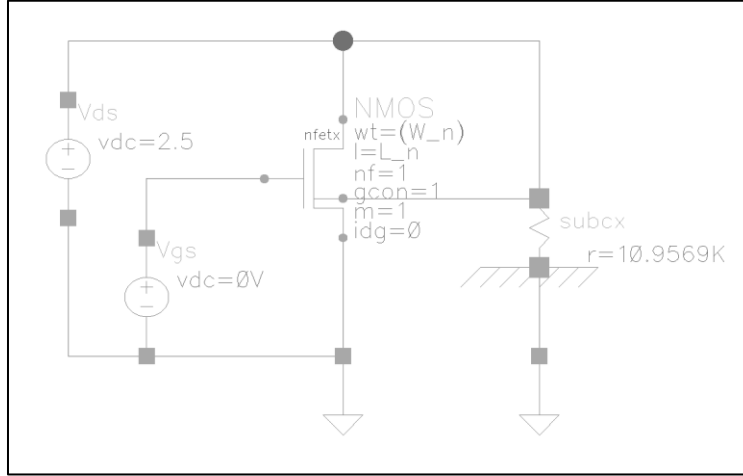 Vds
vdc=2.5
Vgs
vdc=0V
nfetx
NMOS
wt=(W_n)
l=L_n
nf=1
gcon=1
m=1
idg=0
subcx
r=10.9569K